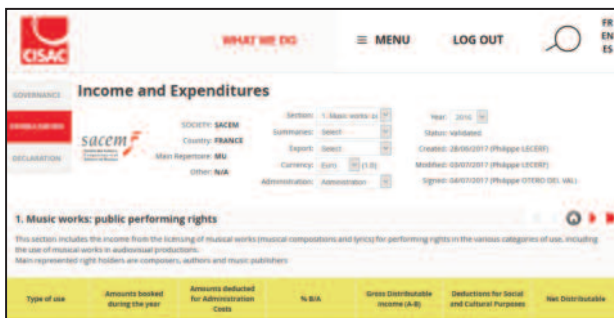 CISAC
WHAT WE DO
≡ MENU
LOG OUT
FR
EN
ES
GOVERNANCE
Income and Expenditures
DECLARATION
sacem
SOCIETY: SACEM
Country: FRANCE
Main Repertoire: MU
Other: N/A
Section: 1. Music works: p
Summaries: Select
Export: Select
Currency: Euro (1.0)
Administration: Administration
Year: 2016
Status: Validated
Created: 28/06/2017 (Philippe LECERF)
Modified: 03/07/2017 (Philippe LECERF)
Signed: 04/07/2017 (Philippe OTERO DEL VAL)
1. Music works: public performing rights
This section includes the income from the licensing of musical works (musical compositions and lyrics) for performing rights in the various categories of use, including
the use of musical works in audiovisual productions.
Main represented right holders are composers, authors and music publishers
Type of use
Amounts booked
during the year
Amounts deducted
for Administration
Costs
% B/A
Gross Distributable
Income (A-B)
Deductions for Social
and Cultural Purposes
Net Distributable